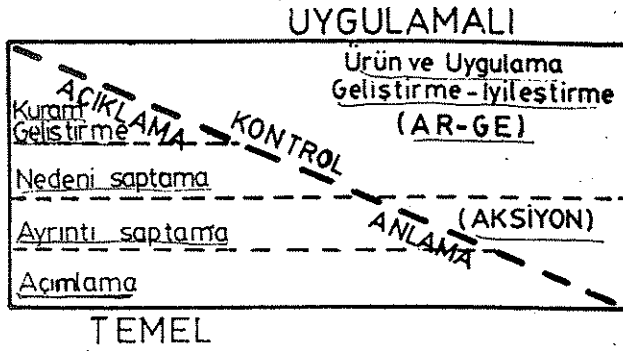 UYGULAMALI
Ürün ve Uygulama
Geliştirme-İyileştirme
(AR-GE)
AÇIKLAMA
KONTROL
ANLAMA
Kuram
Geliştirme
Nedeni saptama
(AKSİYON)
Ayrıntı saptama
Açımlama
TEMEL